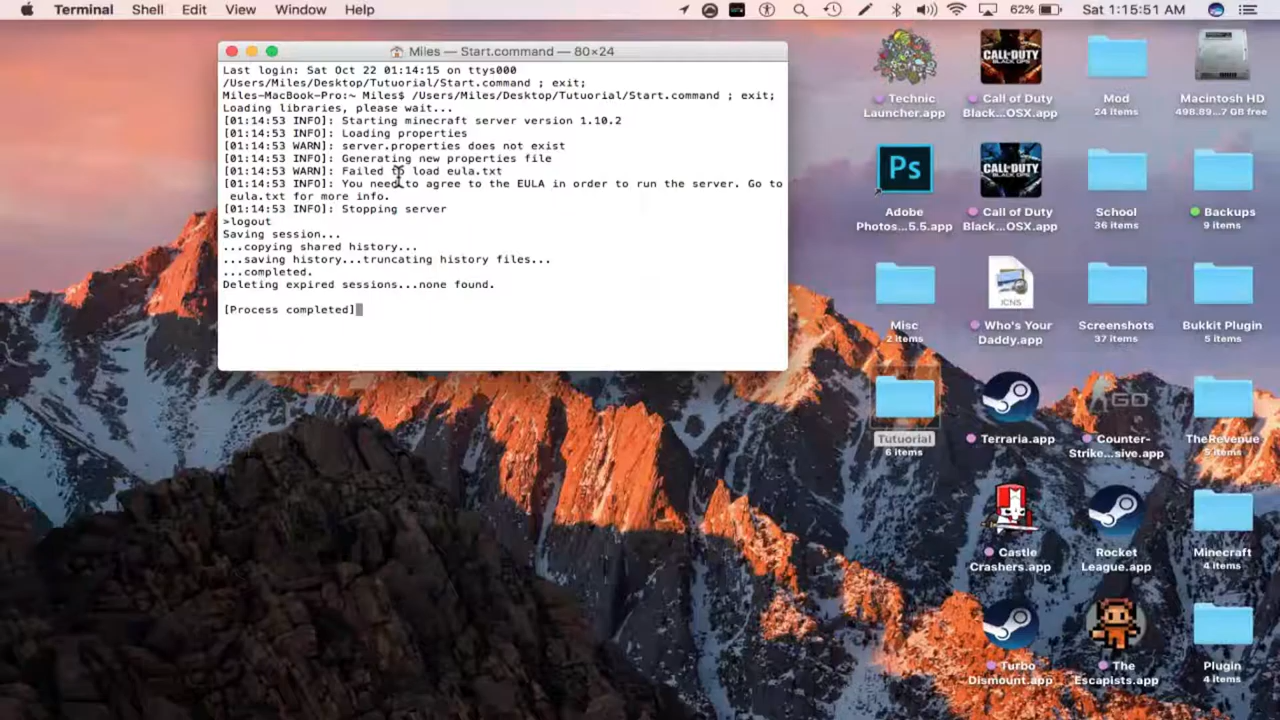 Terminal Shell Edit View Window Help
62% Sat 1:15:51 AM
Miles — Start.command — 80×24
Last login: Sat Oct 22 01:14:15 on ttys000
/Users/Miles/Desktop/Tutuorial/Start.command ; exit;
Miles-MacBook-Pro:~ Miles$ /Users/Miles/Desktop/Tutuorial/Start.command ; exit;
Loading libraries, please wait...
[01:14:53 INFO]: Starting minecraft server version 1.10.2
[01:14:53 INFO]: Loading properties
[01:14:53 WARN]: server.properties does not exist
[01:14:53 INFO]: Generating new properties file
[01:14:53 WARN]: Failed to load eula.txt
[01:14:53 INFO]: You need to agree to the EULA in order to run the server. Go to
eula.txt for more info.
[01:14:53 INFO]: Stopping server
>logout
Saving session...
...copying shared history...
...saving history...truncating history files...
...completed.
Deleting expired sessions...none found.
[Process completed]
Technic
Launcher.app
Call of Duty
Black...OSX.app
Mod
24 items
Macintosh HD
498.89...7 GB free
Ps
Adobe
Photos...5.5.app
Call of Duty
Black...OSX.app
School
36 items
Backups
9 items
Misc
2 items
ICNS
Who's Your
Daddy.app
Screenshots
37 items
Bukkit Plugin
5 items
Tutuorial
6 items
Terraria.app
GO
Counter-
Strike...sive.app
TheRevenue
5 items
Castle
Crashers.app
Rocket
League.app
Minecraft
4 items
Turbo
Dismount.app
The
Escapists.app
Plugin
4 items